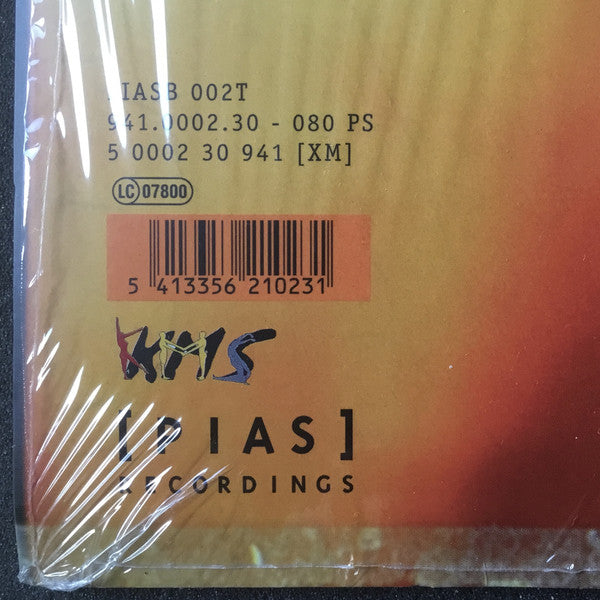 PIASB 002T
941.0002.30 - 080 PS
5 0002 30 941 [XM]
LC 07800
5 413356 210231
KMS
[PIAS]
RECORDINGS